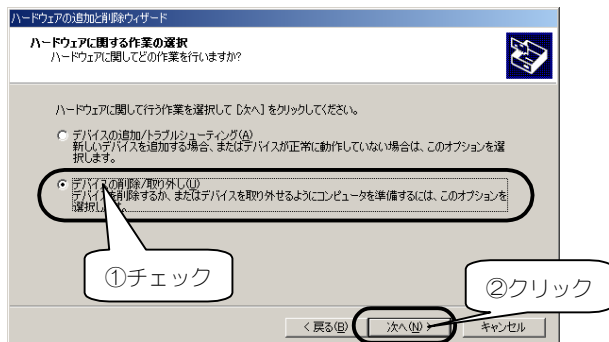 ハードウェアの追加と削除ウィザード
ハードウェアに関する作業の選択
ハードウェアに関してどの作業を行いますか?
ハードウェアに関して行う作業を選択して [次へ] をクリックしてください。
デバイスの追加/トラブルシューティング(A)
新しいデバイスを追加する場合、またはデバイスが正常に動作していない場合は、このオプションを選
択します。
デバイスの削除/取り外し(U)
デバイスを削除するか、またはデバイスを取り外せるようにコンピュータを準備するには、このオプションを
選択します。
①チェック
②クリック
< 戻る(B)
次へ(N) >
キャンセル